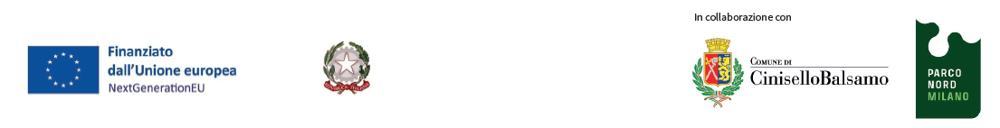 In collaborazione con
Finanziato
dall'Unione europea
NextGenerationEU
COMUNE DI
CiniselloBalsamo
PARCO
NORD
MILANO